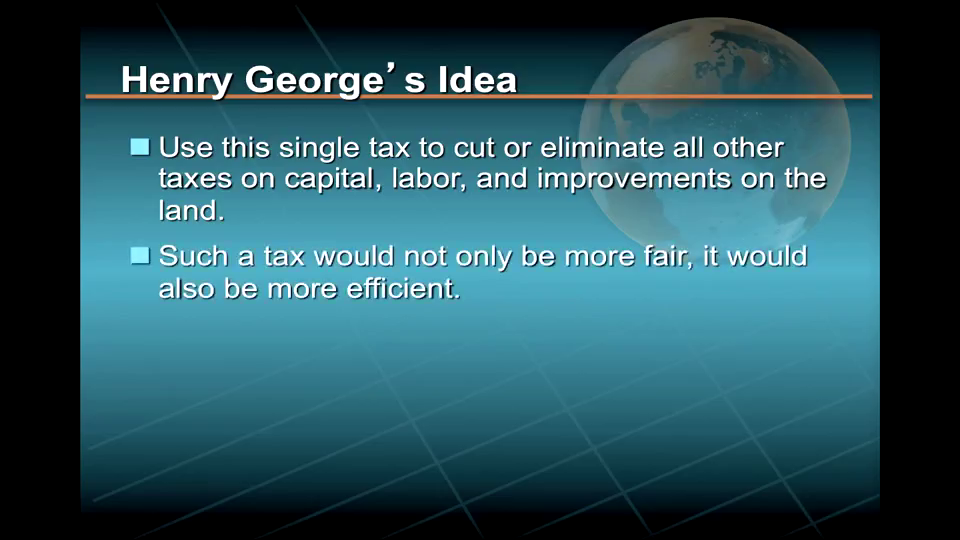 Henry George’s Idea
Use this single tax to cut or eliminate all other
taxes on capital, labor, and improvements on the
land.
Such a tax would not only be more fair, it would
also be more efficient.